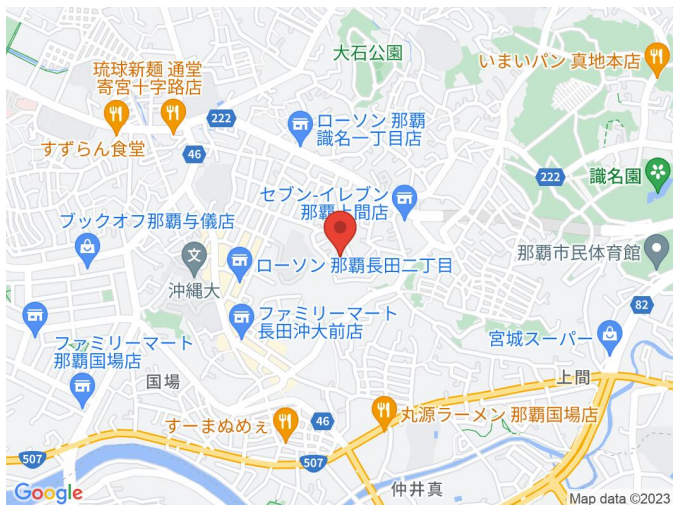 大石公園
いまいパン 真地本店
琉球新麺 通堂
寄宮十字路店
222
ローソン 那覇
識名一丁目店
すずらん食堂
46
222
識名園
セブン-イレブン
那覇上間店
ブックオフ那覇与儀店
文
沖縄大
ローソン 那覇長田二丁目
那覇市民体育館
82
ファミリーマート
長田沖大前店
ファミリーマート
那覇国場店
宮城スーパー
国場
上間
すーまぬめぇ
46
丸源ラーメン 那覇国場店
507
507
仲井真
Google
Map data ©2023